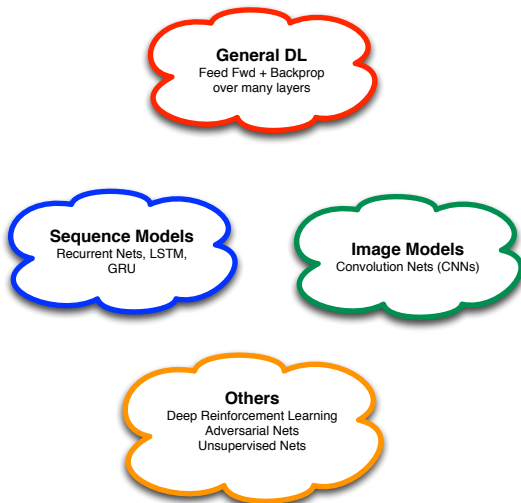 General DL
Feed Fwd + Backprop
over many layers
Sequence Models
Recurrent Nets, LSTM,
GRU
Image Models
Convolution Nets (CNNs)
Others
Deep Reinforcement Learning
Adversarial Nets
Unsupervised Nets